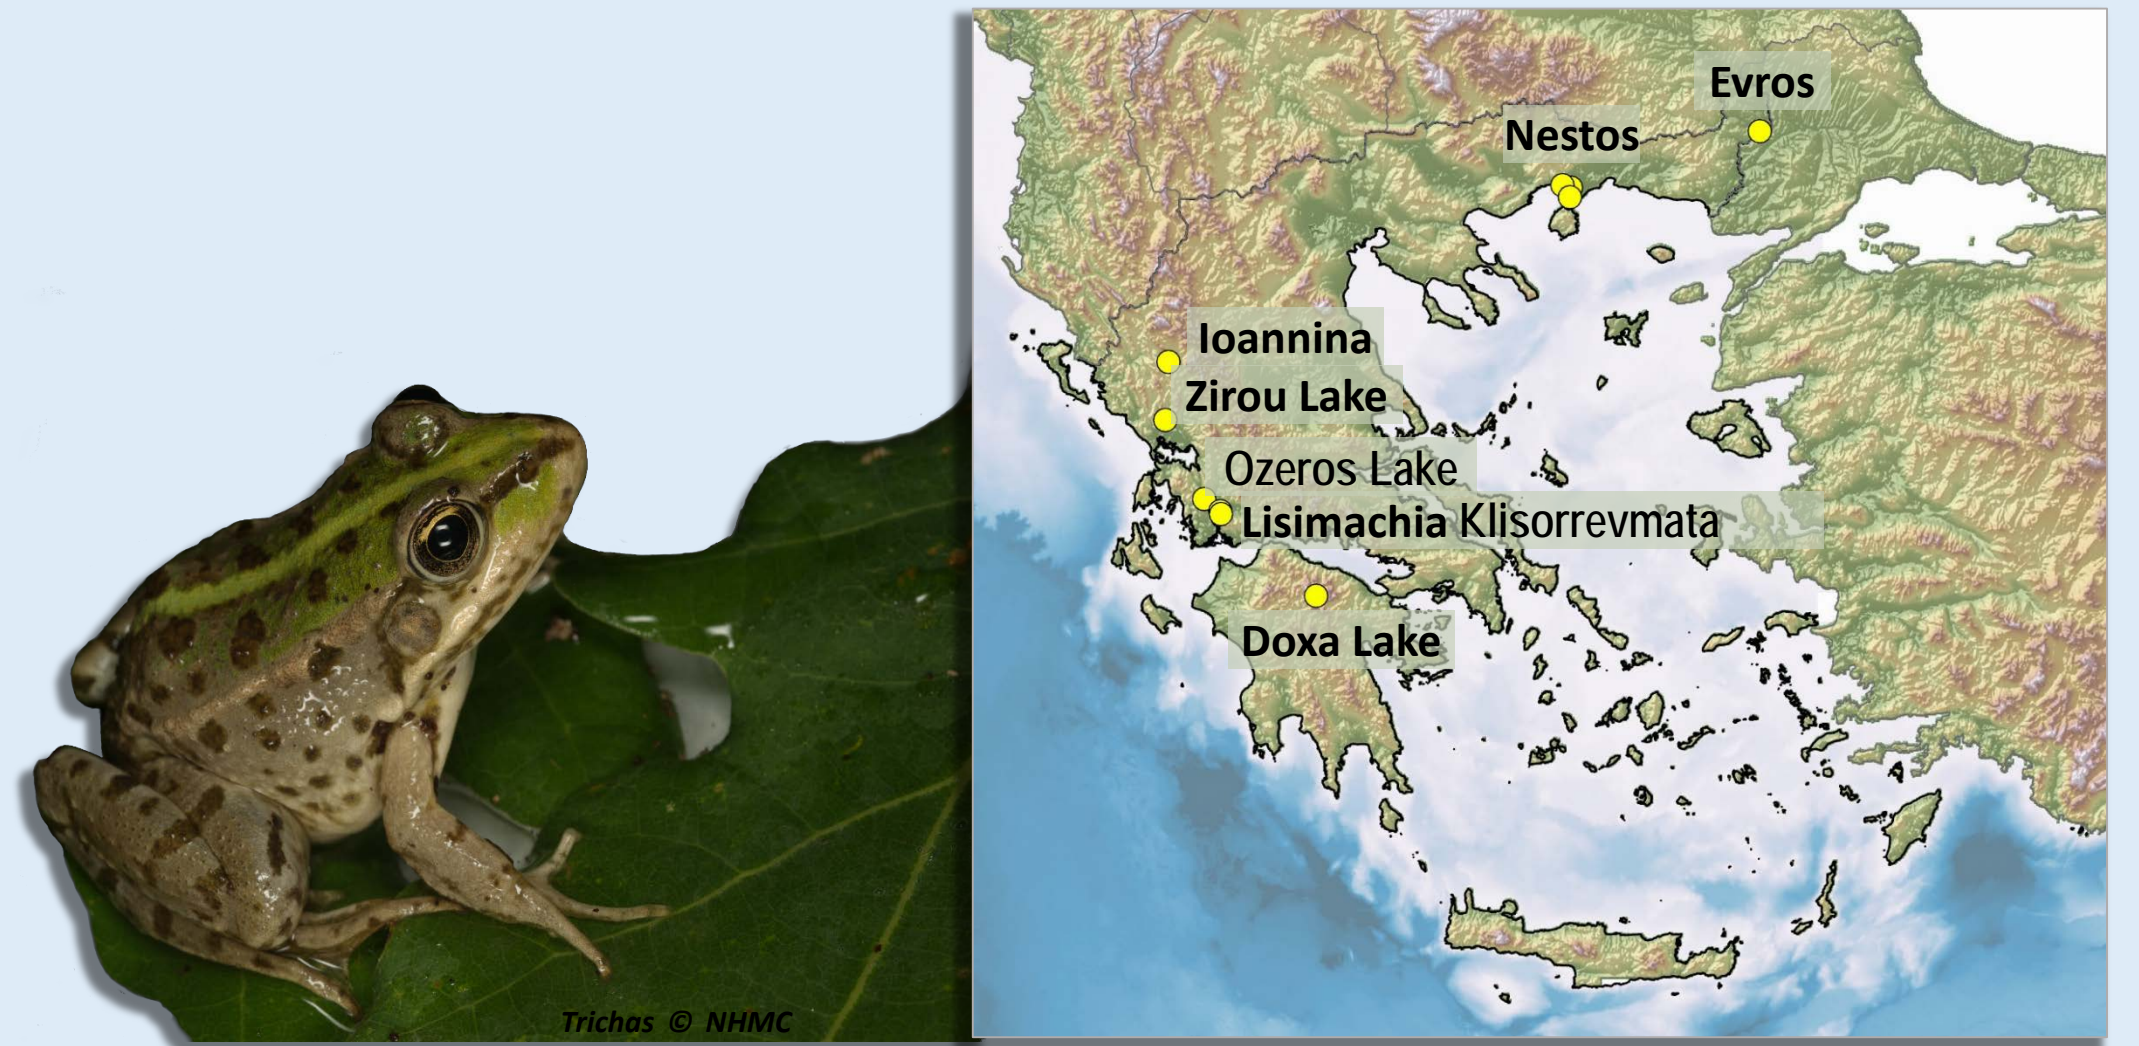 Evros
Nestos
Ioannina
Zirou Lake
Ozeros Lake
Lisimachia Klisorrevmata
Doxa Lake
Trichas © NHMC